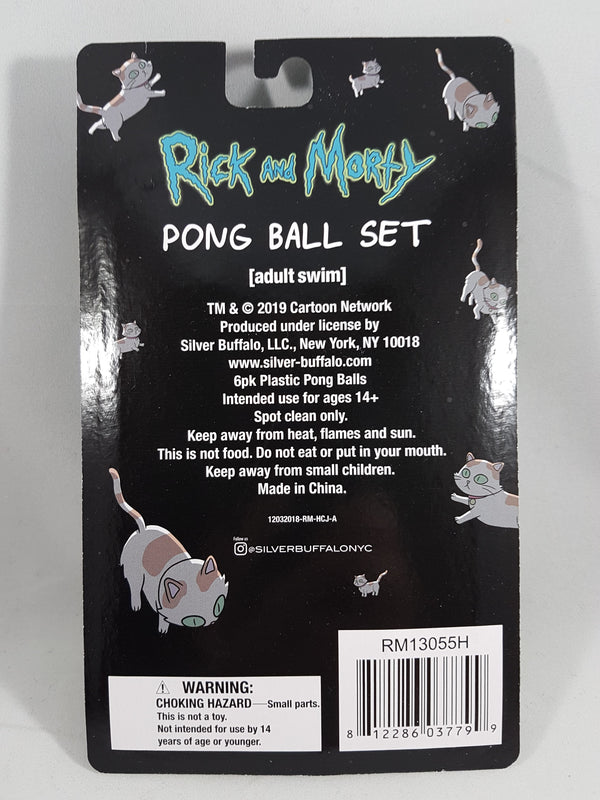 RICK AND MORTY
PONG BALL SET
[adult swim]
TM & © 2019 Cartoon Network
Produced under license by
Silver Buffalo, LLC., New York, NY 10018
www.silver-buffalo.com
6pk Plastic Pong Balls
Intended use for ages 14+
Spot clean only.
Keep away from heat, flames and sun.
This is not food. Do not eat or put in your mouth.
Keep away from small children.
Made in China.
12032018-RM-HCJ-A
Follow us
@SILVERBUFFALONYC
RM13055H
8 12286 03779 9
WARNING:
CHOKING HAZARD—Small parts.
This is not a toy.
Not intended for use by 14
years of age or younger.